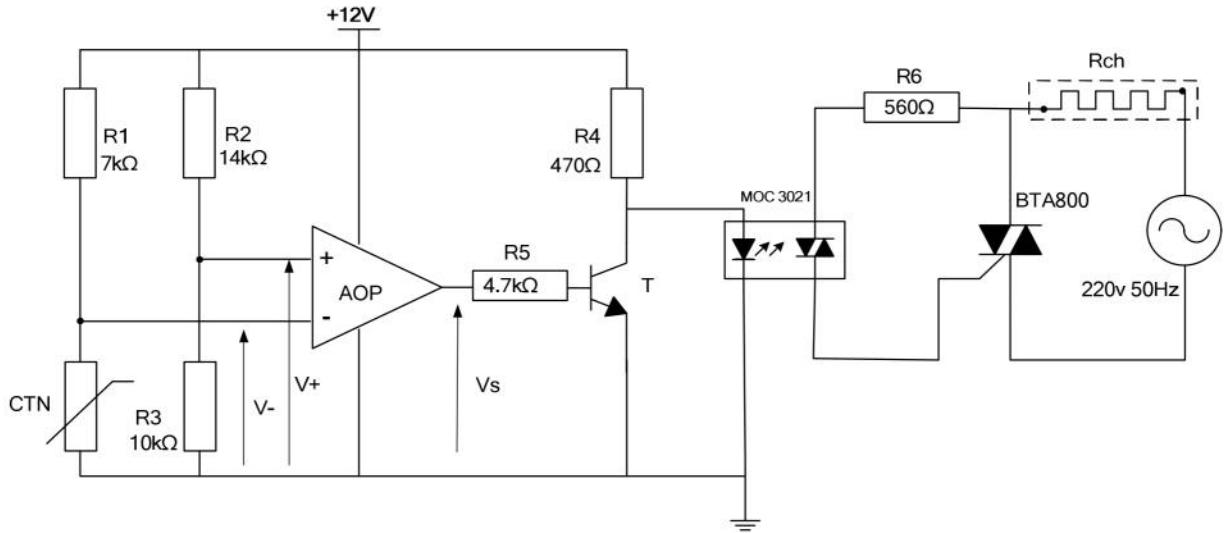 +12V
R1
7kΩ
R2
14kΩ
R4
470Ω
R6
560Ω
Rch
MOC 3021
BTA800
+
-
AOP
R5
4.7kΩ
T
220v 50Hz
CTN
R3
10kΩ
V-
V+
Vs